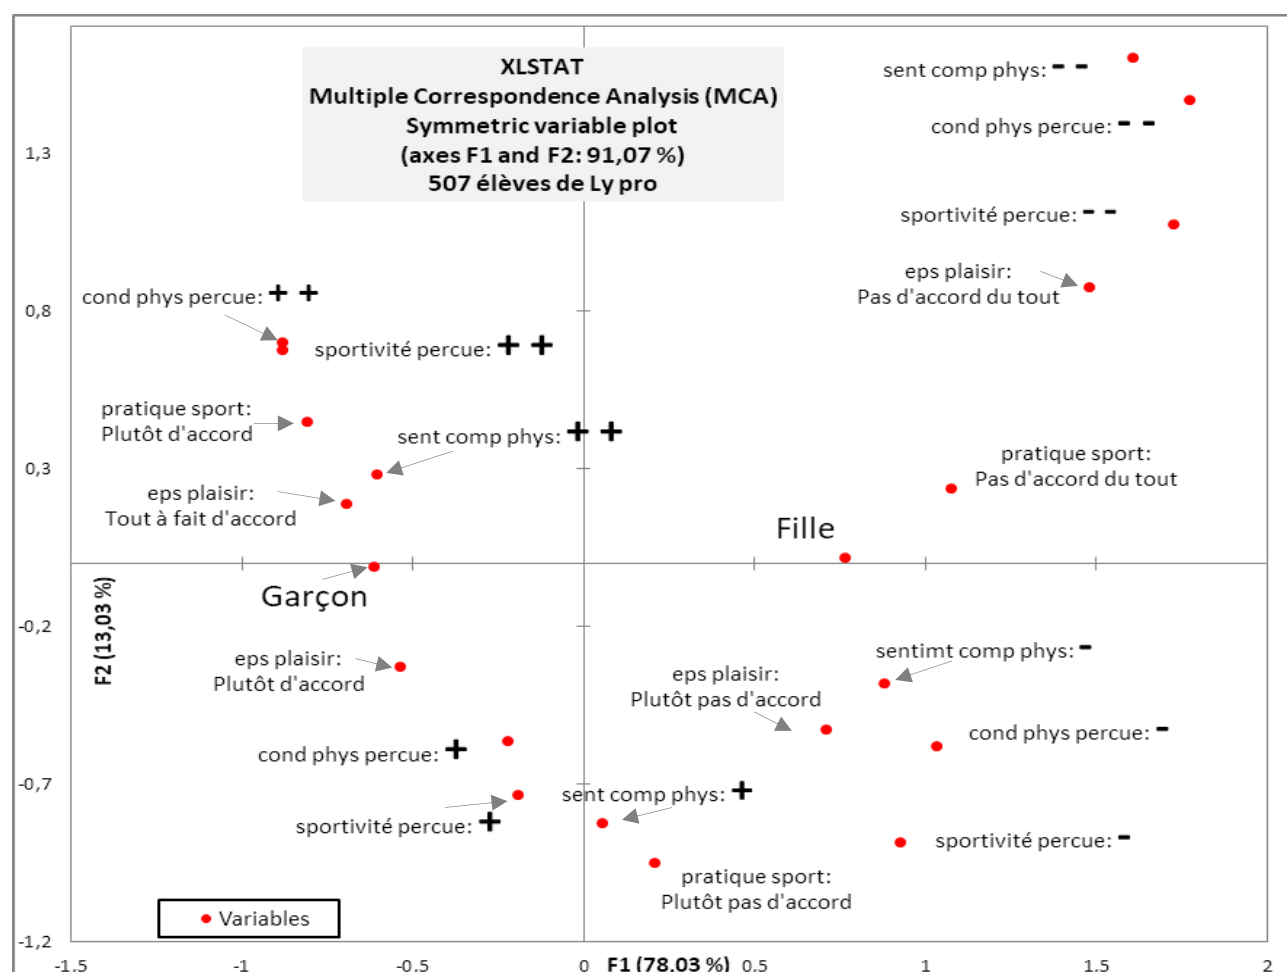 XLSTAT
Multiple Correspondence Analysis (MCA)
Symmetric variable plot
(axes F1 and F2: 91,07 %)
507 élèves de Ly pro
sent comp phys: - -
cond phys percue: - -
sportivité percue: - -
eps plaisir:
Pas d'accord du tout
cond phys percue: + +
sportivité percue: + +
pratique sport:
Plutôt d'accord
sent comp phys: + +
eps plaisir:
Tout à fait d'accord
pratique sport:
Pas d'accord du tout
Fille
Garçon
eps plaisir:
Plutôt d'accord
sentimt comp phys: -
eps plaisir:
Plutôt pas d'accord
cond phys percue: -
cond phys percue: +
sent comp phys: +
sportivité percue: +
sportivité percue: -
pratique sport:
Plutôt pas d'accord
Variables
1,3
0,8
0,3
-0,2
-0,7
-1,2
F2 (13,03 %)
-1.5
-1
-0.5
0
0.5
1
1.5
2
F1 (78.03 %)